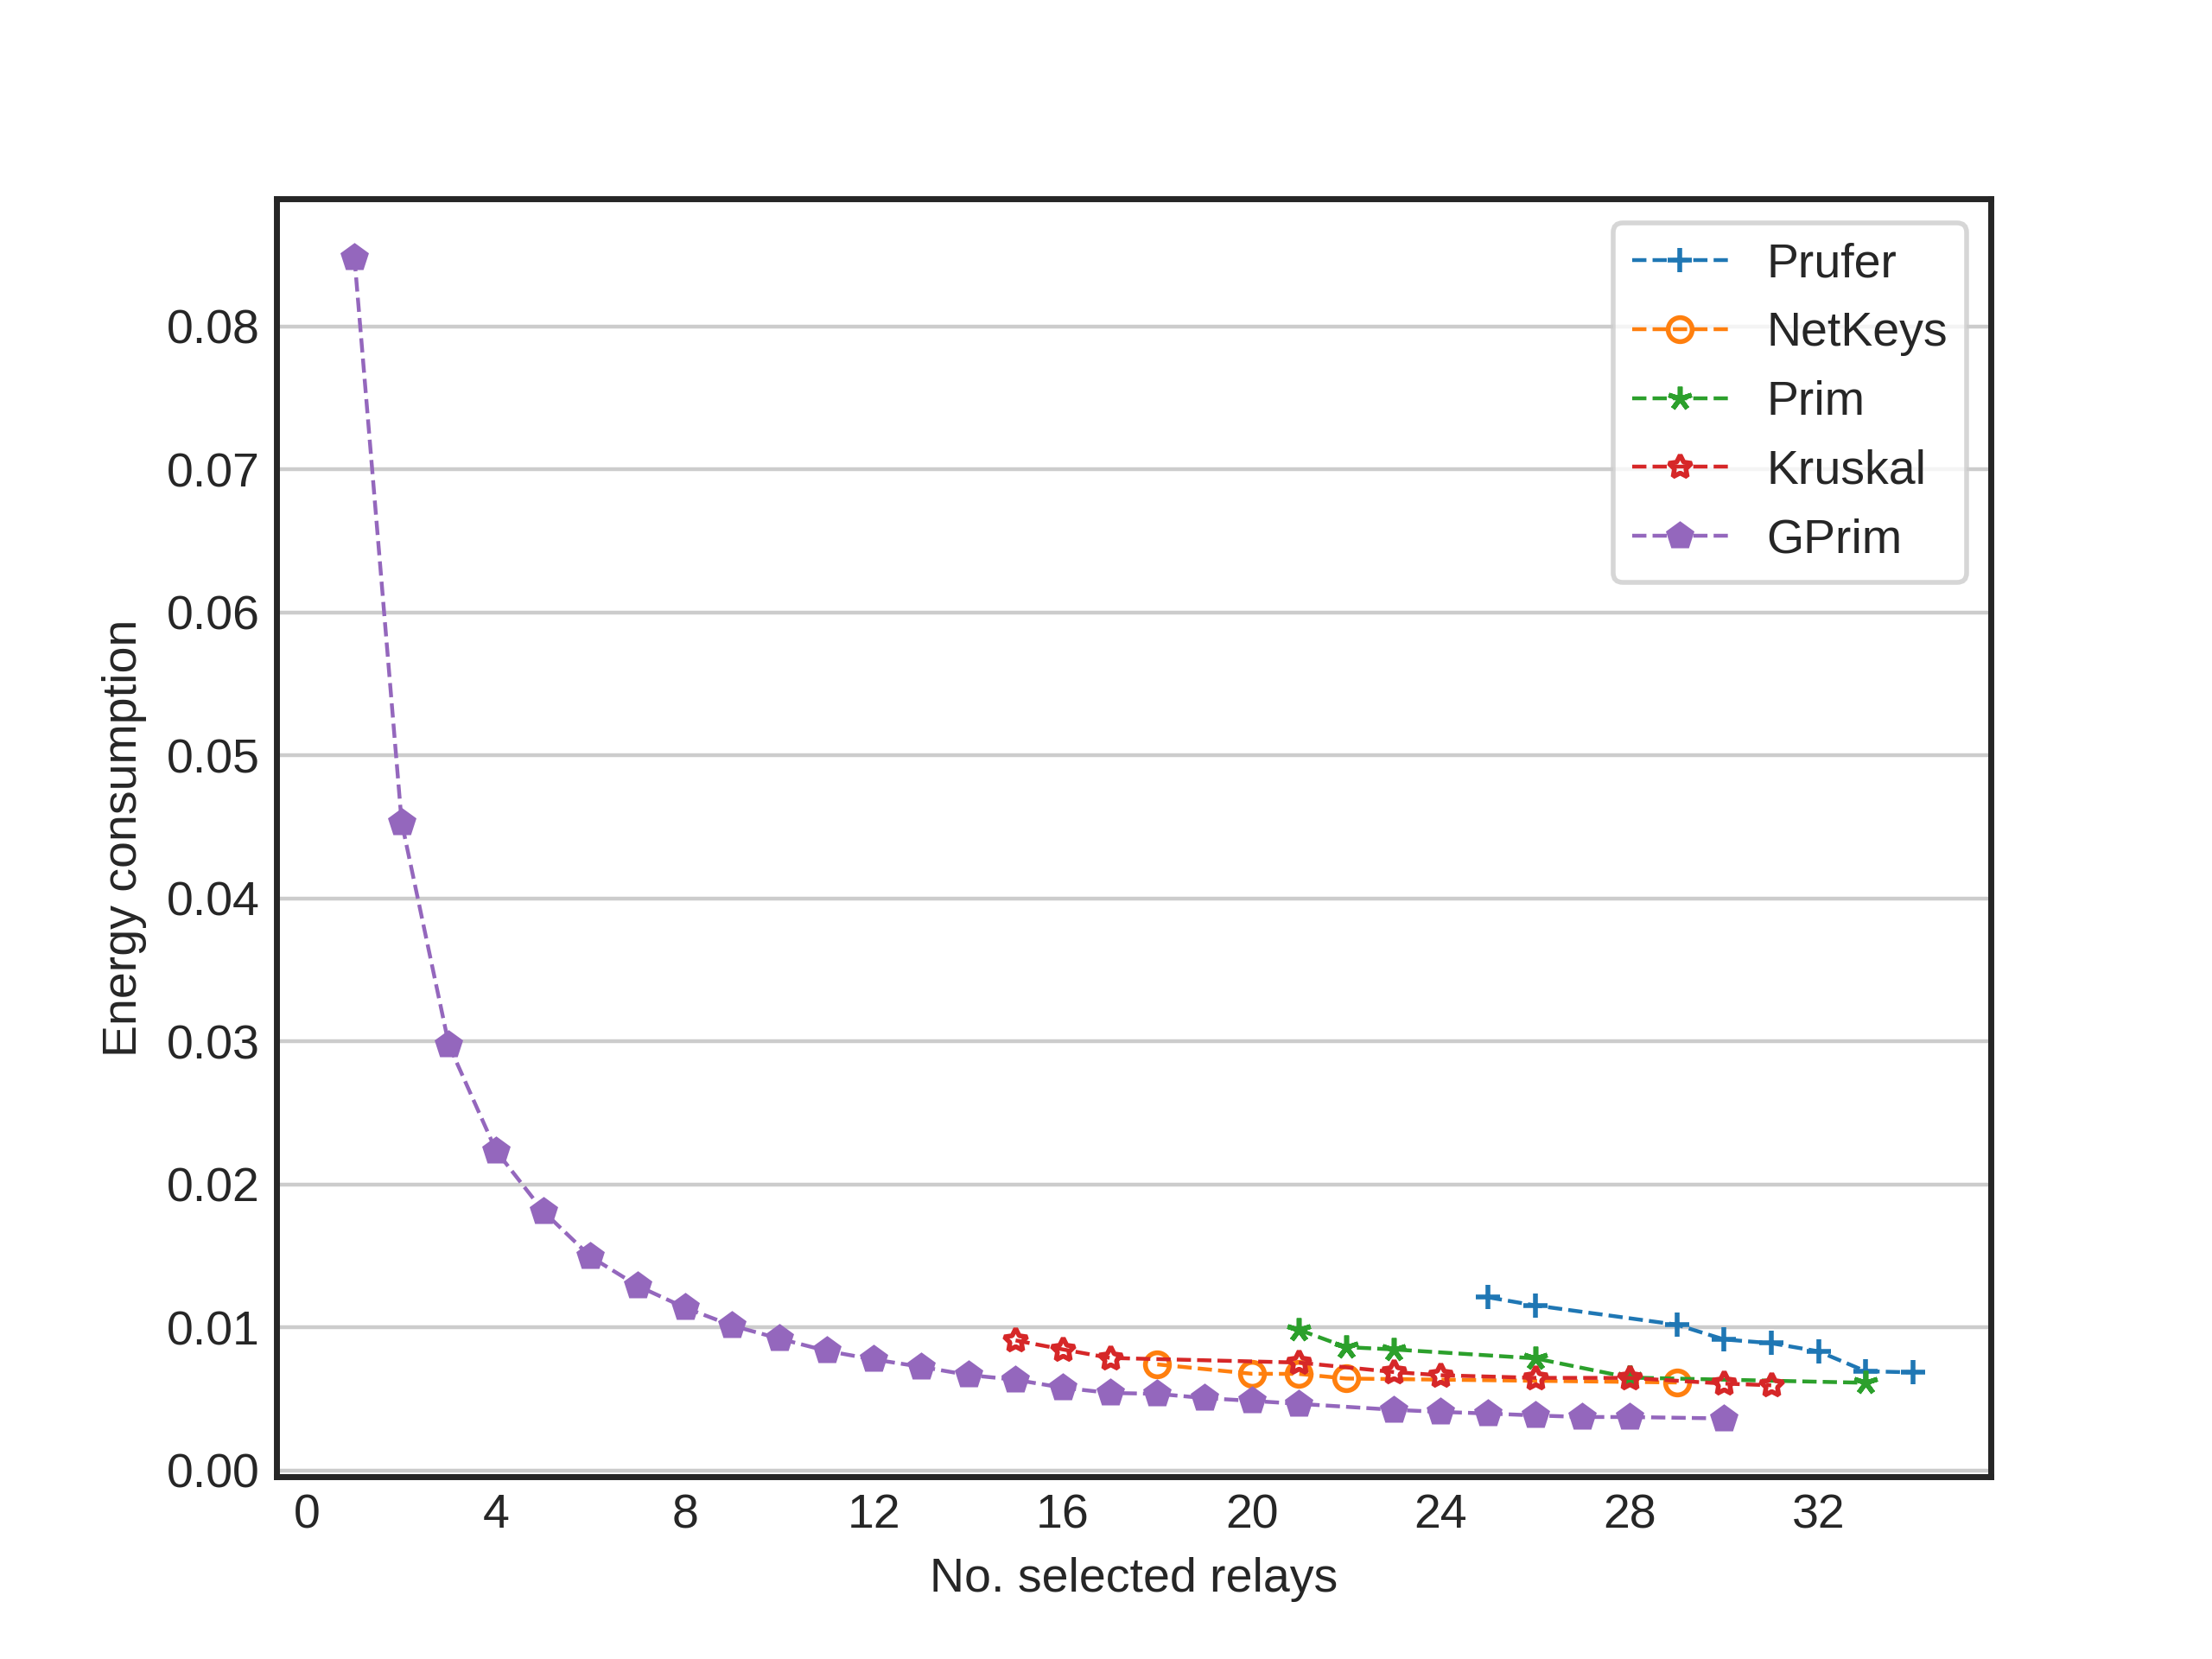 Prufer
NetKeys
Prim
Kruskal
GPrim
0.08
0.07
0.06
0.05
0.04
0.03
0.02
0.01
0.00
Energy consumption
0 4 8 12 16 20 24 28 32
No. selected relays